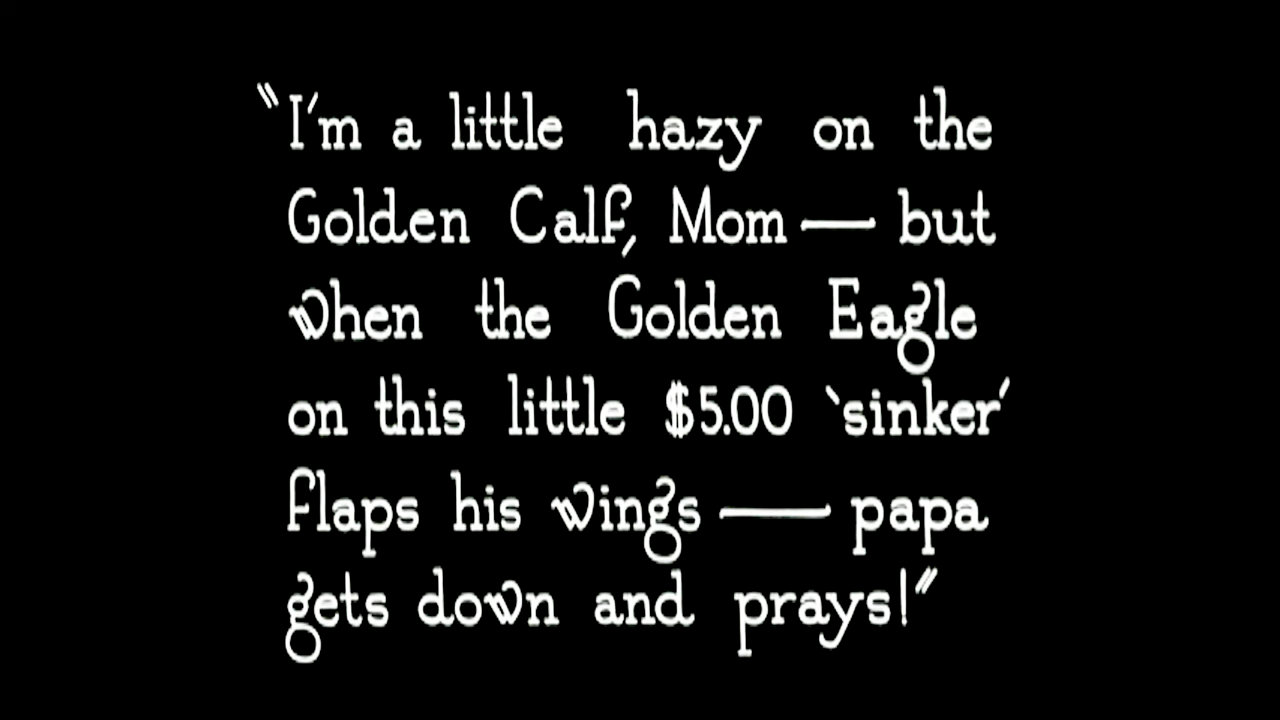 "I'm a little hazy on the
Golden Calf, Mom — but
when the Golden Eagle
on this little $5.00 'sinker'
flaps his wings — papa
gets down and prays!"